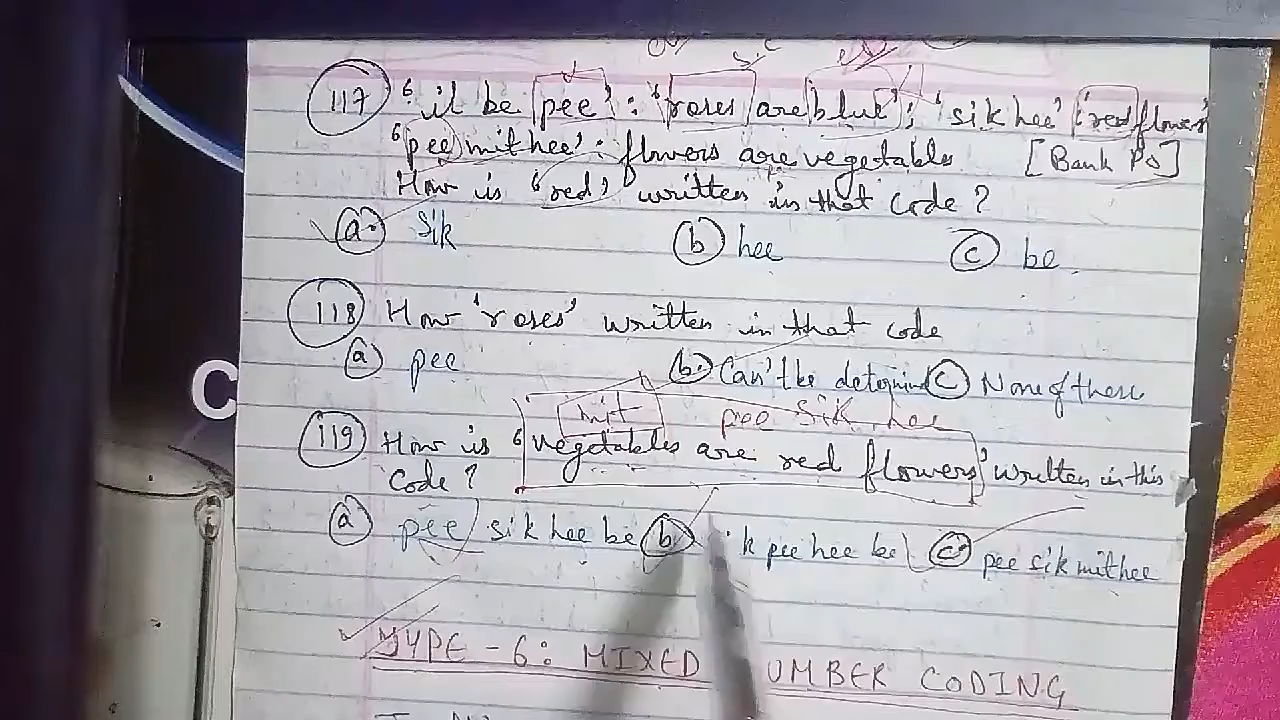 117 'il be pee' : 'roses are blue'; 'sik hee' 'red flowers'
'pee mit hee' : flowers are vegetables [Bank PO]
How is 'red' written in that code?
a. Sik b hee c be.
118 How 'roses' written in that code
a pee b. Can't be determined c None of these
mit pee sik hee
119 How is 'vegetables are red flowers' written in this
code?
a pee sik hee be b k pee hee be c pee sik mit hee
TYPE - 6: MIXED UMBER CODING
C